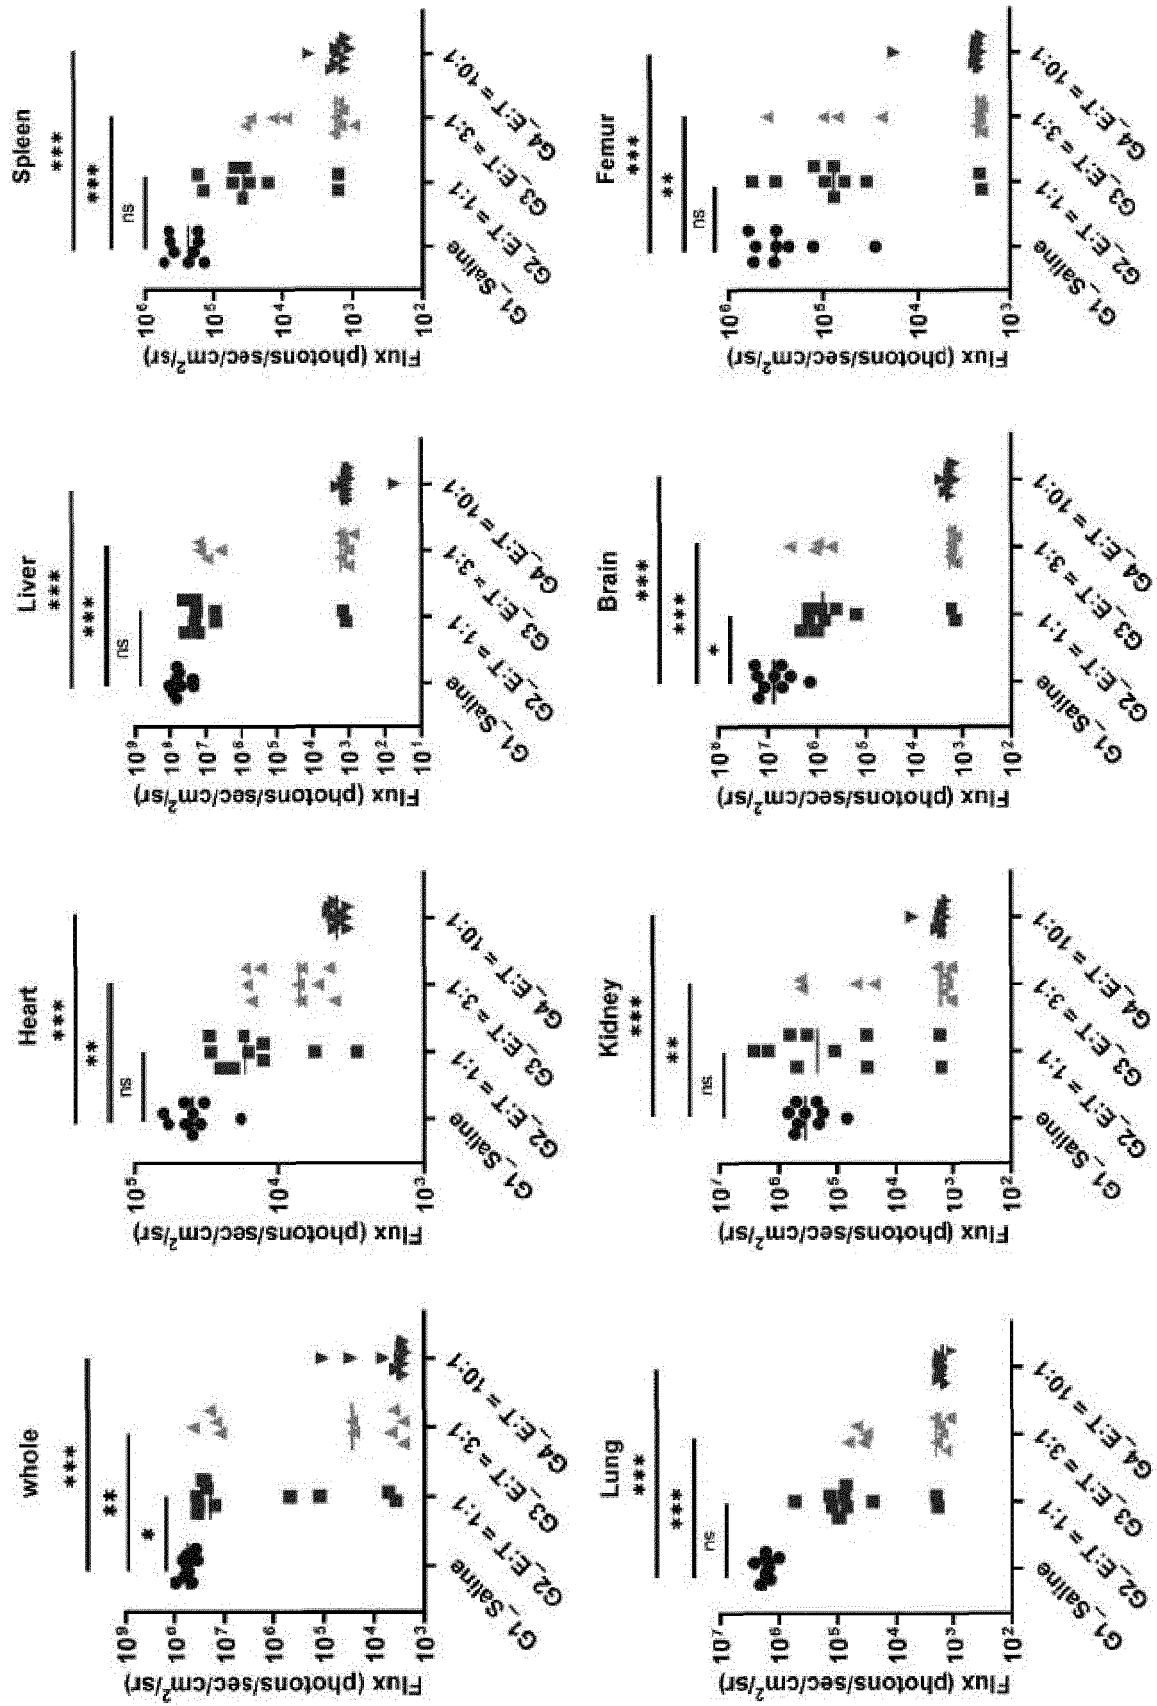 whole
***
**
*
Flux (photons/sec/cm²/sr)
10⁹
10⁸
10⁷
10⁶
10⁵
10⁴
10³
G1_Saline
G2_E:T = 1:1
G3_E:T = 3:1
G4_E:T = 10:1
Heart
***
**
ns
Flux (photons/sec/cm²/sr)
10⁵
10⁴
10³
G1_Saline
G2_E:T = 1:1
G3_E:T = 3:1
G4_E:T = 10:1
Liver
***
***
ns
Flux (photons/sec/cm²/sr)
10⁹
10⁸
10⁷
10⁶
10⁵
10⁴
10³
10²
10¹
G1_Saline
G2_E:T = 1:1
G3_E:T = 3:1
G4_E:T = 10:1
Spleen
***
***
ns
Flux (photons/sec/cm²/sr)
10⁶
10⁵
10⁴
10³
10²
G1_Saline
G2_E:T = 1:1
G3_E:T = 3:1
G4_E:T = 10:1
Lung
***
***
ns
Flux (photons/sec/cm²/sr)
10⁷
10⁶
10⁵
10⁴
10³
10²
G1_Saline
G2_E:T = 1:1
G3_E:T = 3:1
G4_E:T = 10:1
Kidney
***
**
ns
Flux (photons/sec/cm²/sr)
10⁷
10⁶
10⁵
10⁴
10³
10²
G1_Saline
G2_E:T = 1:1
G3_E:T = 3:1
G4_E:T = 10:1
Brain
***
***
*
Flux (photons/sec/cm²/sr)
10⁸
10⁷
10⁶
10⁵
10⁴
10³
10²
G1_Saline
G2_E:T = 1:1
G3_E:T = 3:1
G4_E:T = 10:1
Femur
***
**
ns
Flux (photons/sec/cm²/sr)
10⁶
10⁵
10⁴
10³
G1_Saline
G2_E:T = 1:1
G3_E:T = 3:1
G4_E:T = 10:1